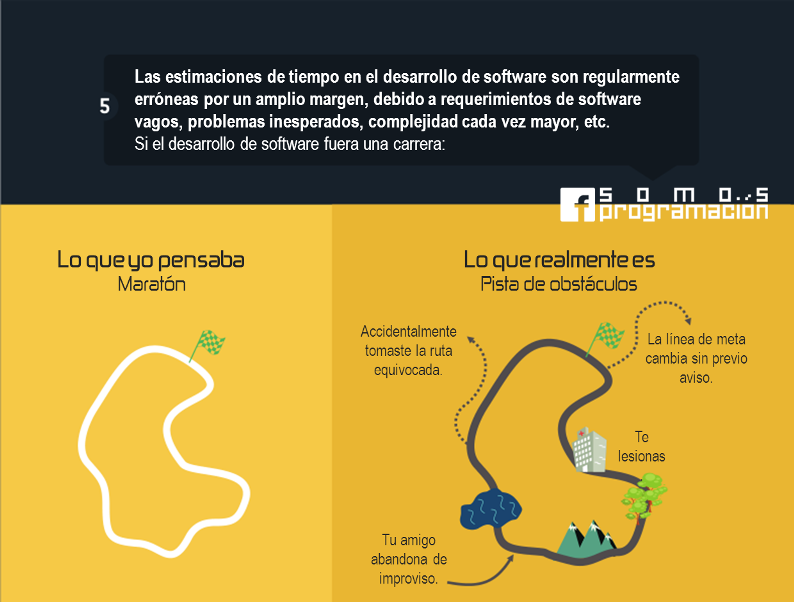 5
Las estimaciones de tiempo en el desarrollo de software son regularmente
erróneas por un amplio margen, debido a requerimientos de software
vagos, problemas inesperados, complejidad cada vez mayor, etc.
Si el desarrollo de software fuera una carrera:
f somos
programacion
Lo que yo pensaba
Maratón
Lo que realmente es
Pista de obstáculos
Accidentalmente
tomaste la ruta
equivocada.
La línea de meta
cambia sin previo
aviso.
Te
lesionas
Tu amigo
abandona de
improviso.